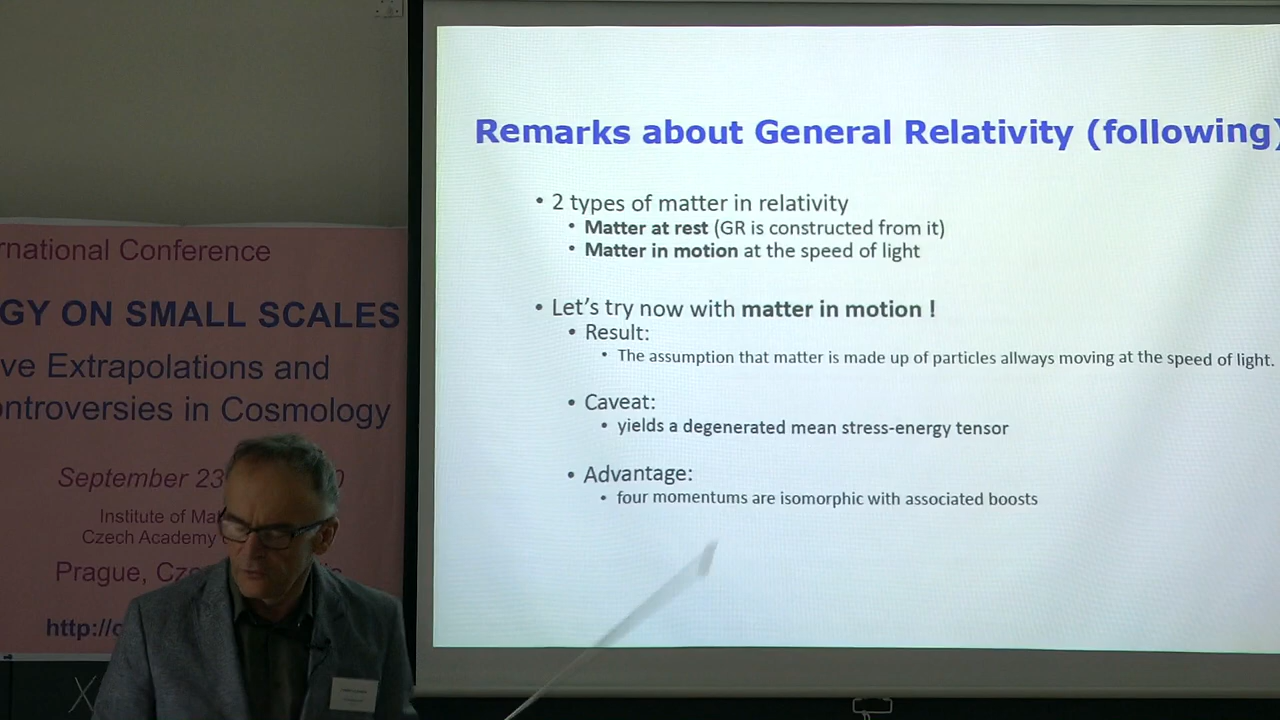 rnational Conference
GY ON SMALL SCALES
ve Extrapolations and
ontroversies in Cosmology
September 23
Institute of Ma
Czech Academy
Prague, Cze
http://c
Remarks about General Relativity (following)
• 2 types of matter in relativity
• Matter at rest (GR is constructed from it)
• Matter in motion at the speed of light
• Let's try now with matter in motion !
• Result:
• The assumption that matter is made up of particles allways moving at the speed of light.
• Caveat:
• yields a degenerated mean stress-energy tensor
• Advantage:
• four momentums are isomorphic with associated boosts